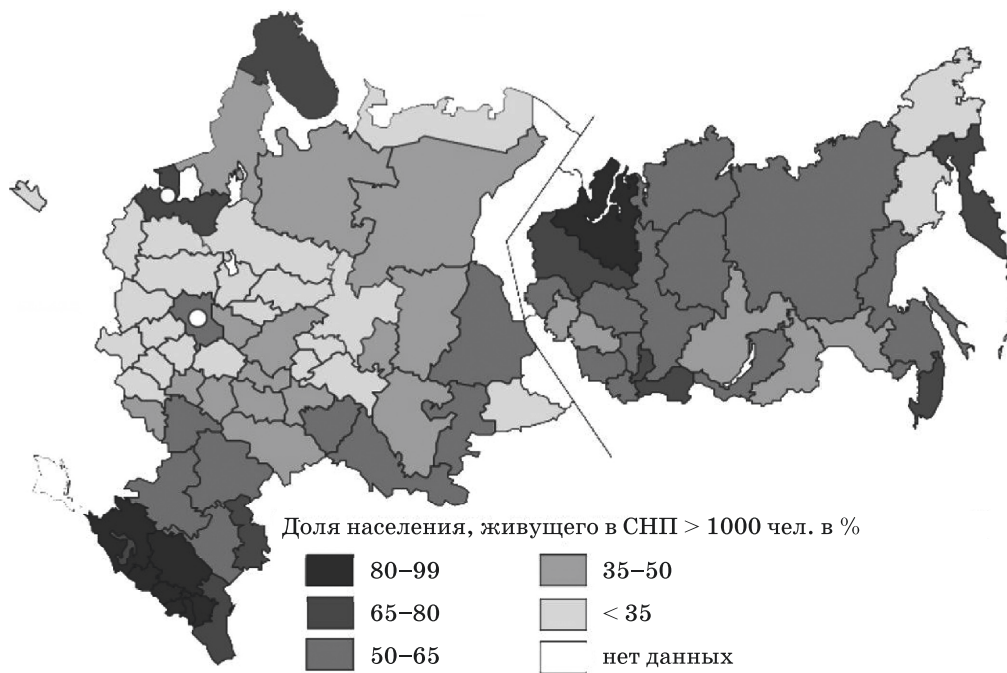 Доля населения, живущего в СНП > 1000 чел. в %
80–99
65–80
50–65
35–50
< 35
нет данных